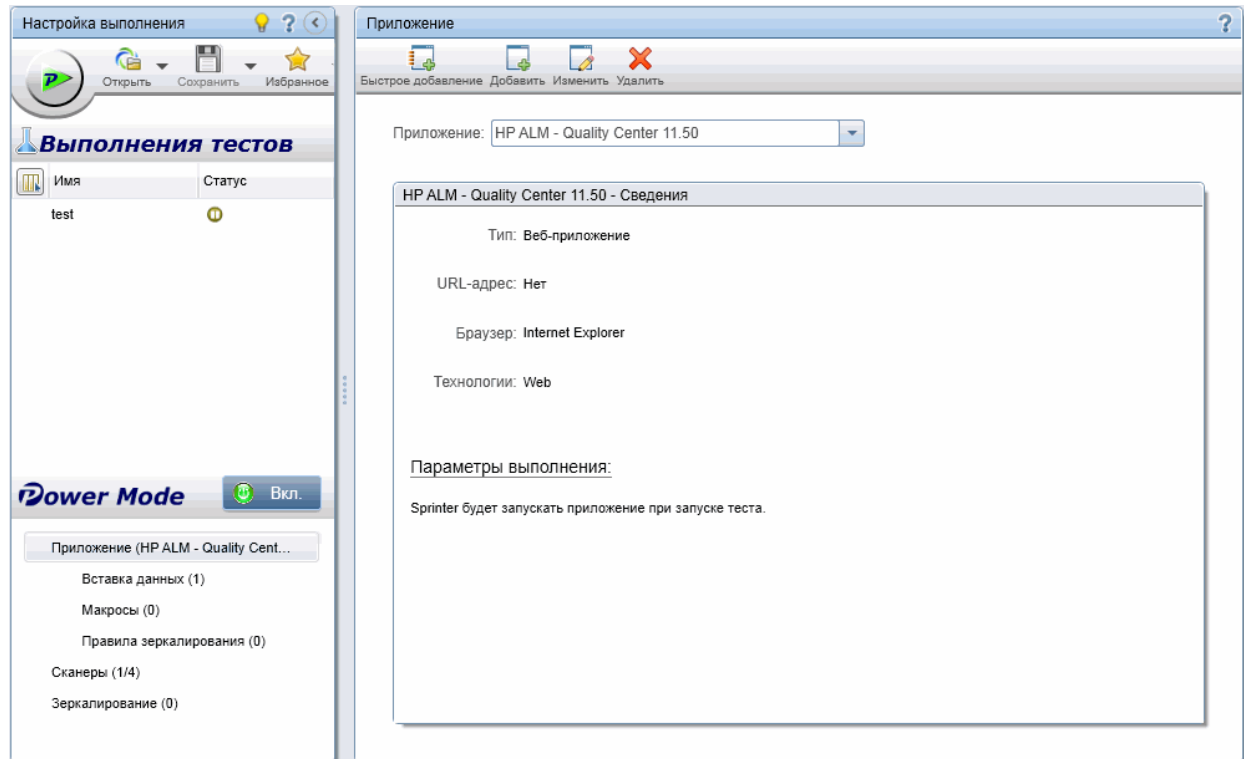 Настройка выполнения
Открыть Сохранить Избранное
Выполнения тестов
Имя Статус
test
Power Mode Вкл.
Приложение (HP ALM - Quality Cent...
Вставка данных (1)
Макросы (0)
Правила зеркалирования (0)
Сканеры (1/4)
Зеркалирование (0)
Приложение
Быстрое добавление Добавить Изменить Удалить
Приложение: HP ALM - Quality Center 11.50
HP ALM - Quality Center 11.50 - Сведения
Тип: Веб-приложение
URL-адрес: Нет
Браузер: Internet Explorer
Технологии: Web
Параметры выполнения:
Sprinter будет запускать приложение при запуске теста.